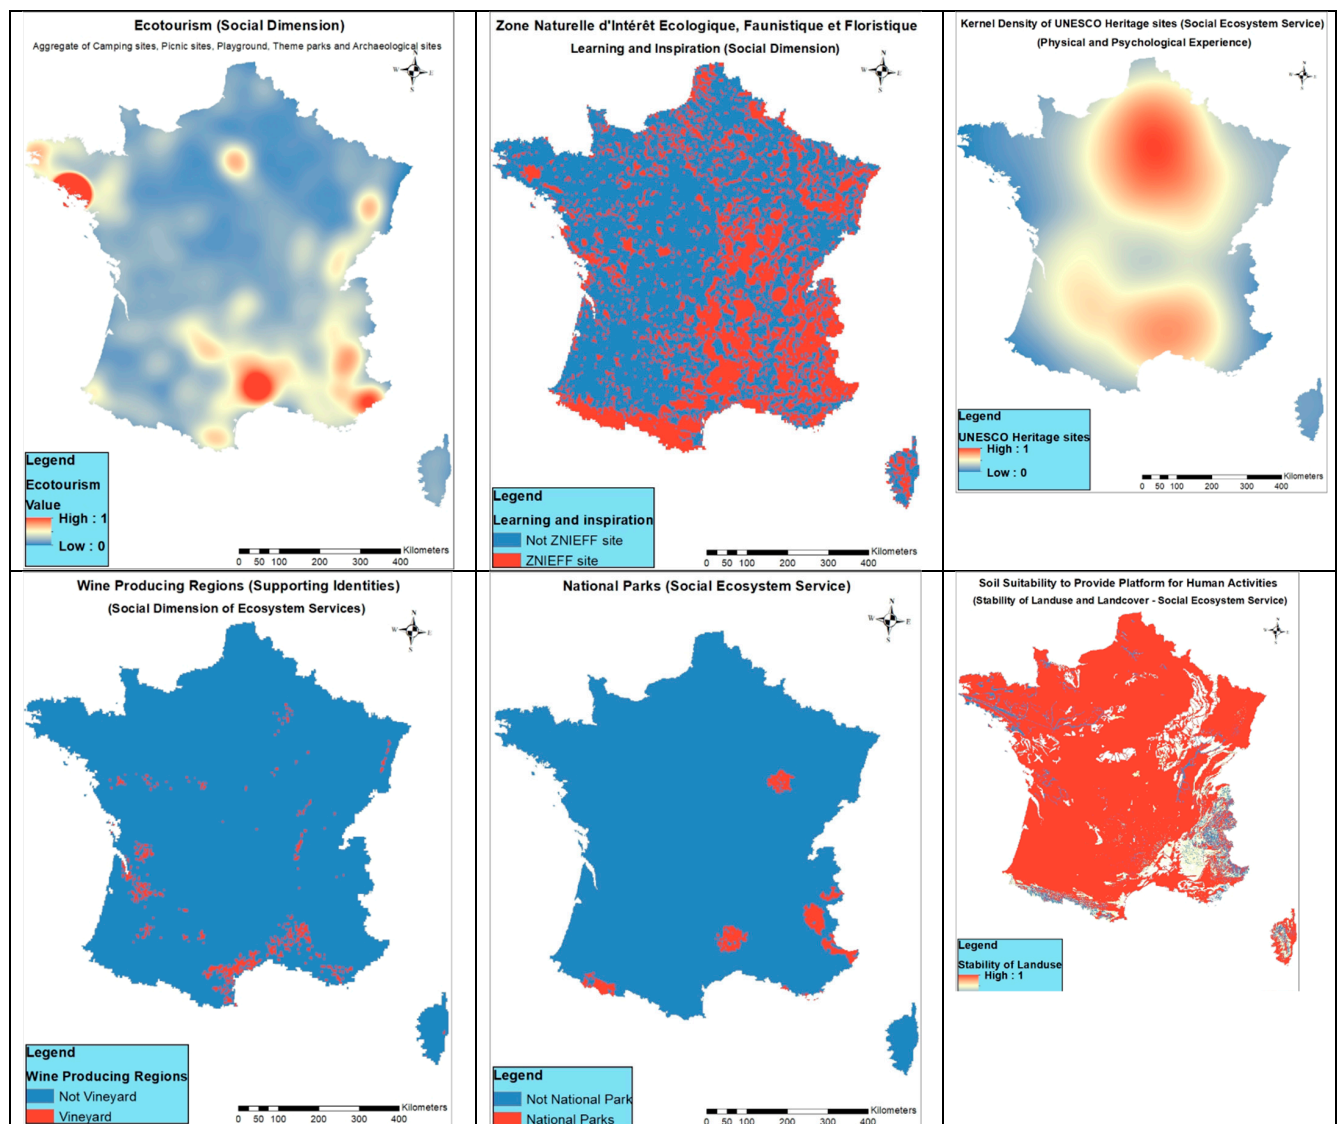 Ecotourism (Social Dimension)
Aggregate of Camping sites, Picnic sites, Playground, Theme parks and Archaeological sites
N
W E
S
Legend
Ecotourism
Value
High : 1
Low : 0
Kilometers
0 50 100 200 300 400
Zone Naturelle d'Intérêt Ecologique, Faunistique et Floristique
Learning and Inspiration (Social Dimension)
N
W E
S
Legend
Learning and inspiration
Not ZNIEFF site
ZNIEFF site
Kilometers
0 50 100 200 300 400
Kernel Density of UNESCO Heritage sites (Social Ecosystem Service)
(Physical and Psychological Experience)
N
W E
S
Legend
UNESCO Heritage sites
High : 1
Low : 0
Kilometers
0 50 100 200 300 400
Wine Producing Regions (Supporting Identities)
(Social Dimension of Ecosystem Services)
N
W E
S
Legend
Wine Producing Regions
Not Vineyard
Vineyard
Kilometers
0 50 100 200 300 400
National Parks (Social Ecosystem Service)
N
W E
S
Legend
Not National Park
National Parks
Kilometers
0 50 100 200 300 400
Soil Suitability to Provide Platform for Human Activities
(Stability of Landuse and Landcover - Social Ecosystem Service)
N
W E
S
Legend
Stability of Landuse
High : 1